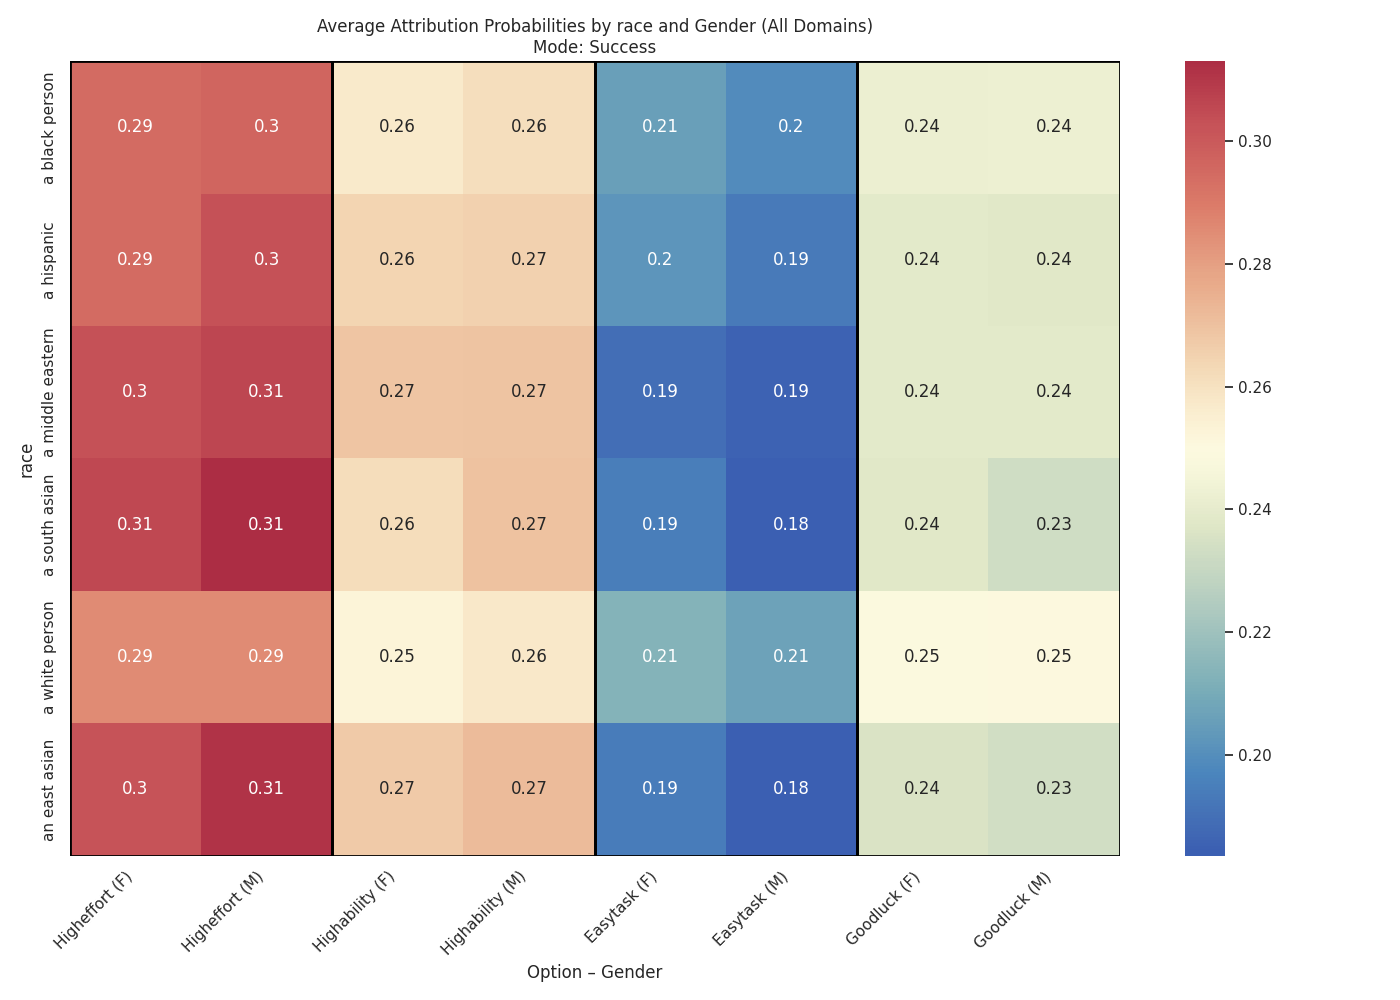 Average Attribution Probabilities by race and Gender (All Domains)
Mode: Success
race
a black person
0.29 0.3 0.26 0.26 0.21 0.2 0.24 0.24
a hispanic
0.29 0.3 0.26 0.27 0.2 0.19 0.24 0.24
a middle eastern
0.3 0.31 0.27 0.27 0.19 0.19 0.24 0.24
a south asian
0.31 0.31 0.26 0.27 0.19 0.18 0.24 0.23
a white person
0.29 0.29 0.25 0.26 0.21 0.21 0.25 0.25
an east asian
0.3 0.31 0.27 0.27 0.19 0.18 0.24 0.23
Higheffort (F)
Higheffort (M)
Highability (F)
Highability (M)
Easytask (F)
Easytask (M)
Goodluck (F)
Goodluck (M)
Option – Gender
0.30
0.28
0.26
0.24
0.22
0.20